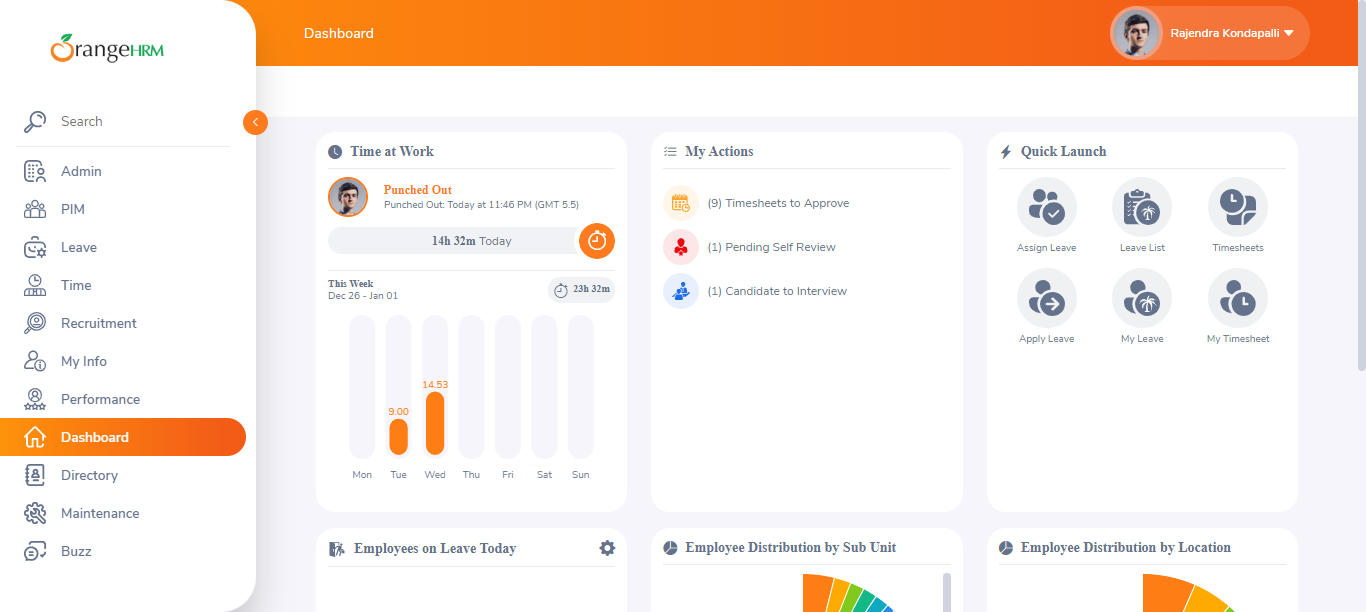 OrangeHRM
Search
Admin
PIM
Leave
Time
Recruitment
My Info
Performance
Dashboard
Directory
Maintenance
Buzz
Dashboard
Rajendra Kondapalli
Time at Work
Punched Out
Punched Out: Today at 11:46 PM (GMT 5.5)
14h 32m Today
This Week
Dec 26 - Jan 01
23h 32m
14.53
9.00
Mon Tue Wed Thu Fri Sat Sun
My Actions
(9) Timesheets to Approve
(1) Pending Self Review
(1) Candidate to Interview
Quick Launch
Assign Leave
Leave List
Timesheets
Apply Leave
My Leave
My Timesheet
Employees on Leave Today
Employee Distribution by Sub Unit
Employee Distribution by Location